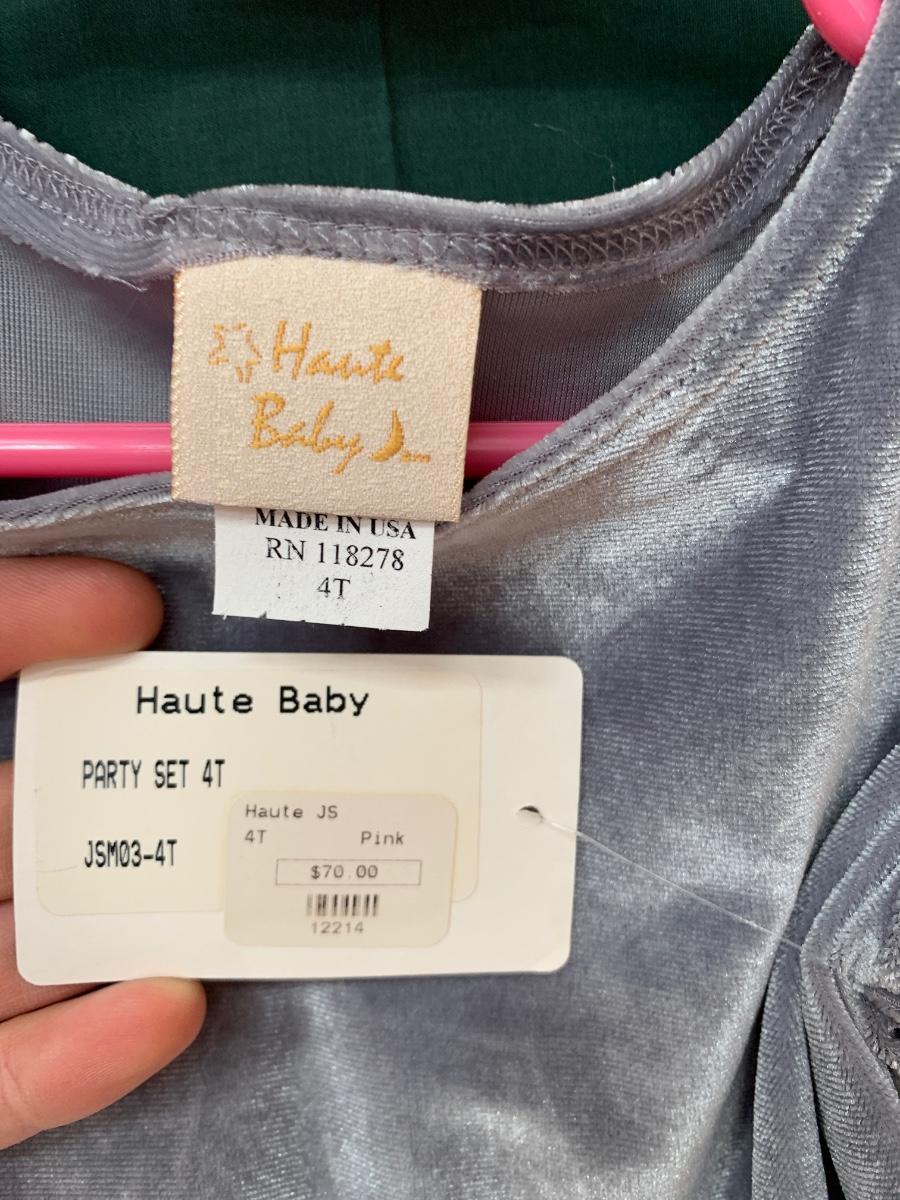 Haute
Baby
MADE IN USA
RN 118278
4T
Haute Baby
PARTY SET 4T
JSM03-4T
Haute JS
4T Pink
$70.00
12214